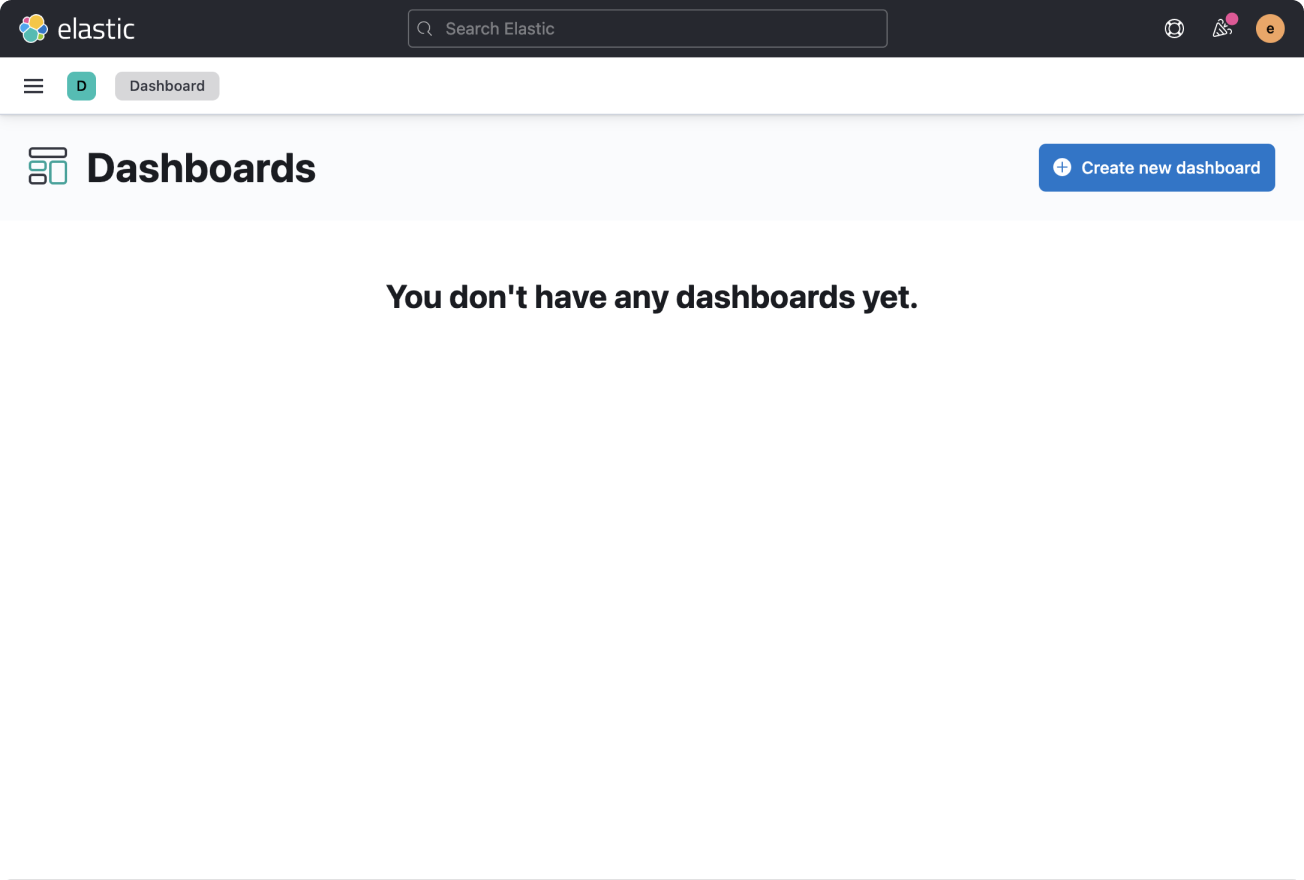 elastic
Search Elastic
e
D
Dashboard
Dashboards
Create new dashboard
You don't have any dashboards yet.